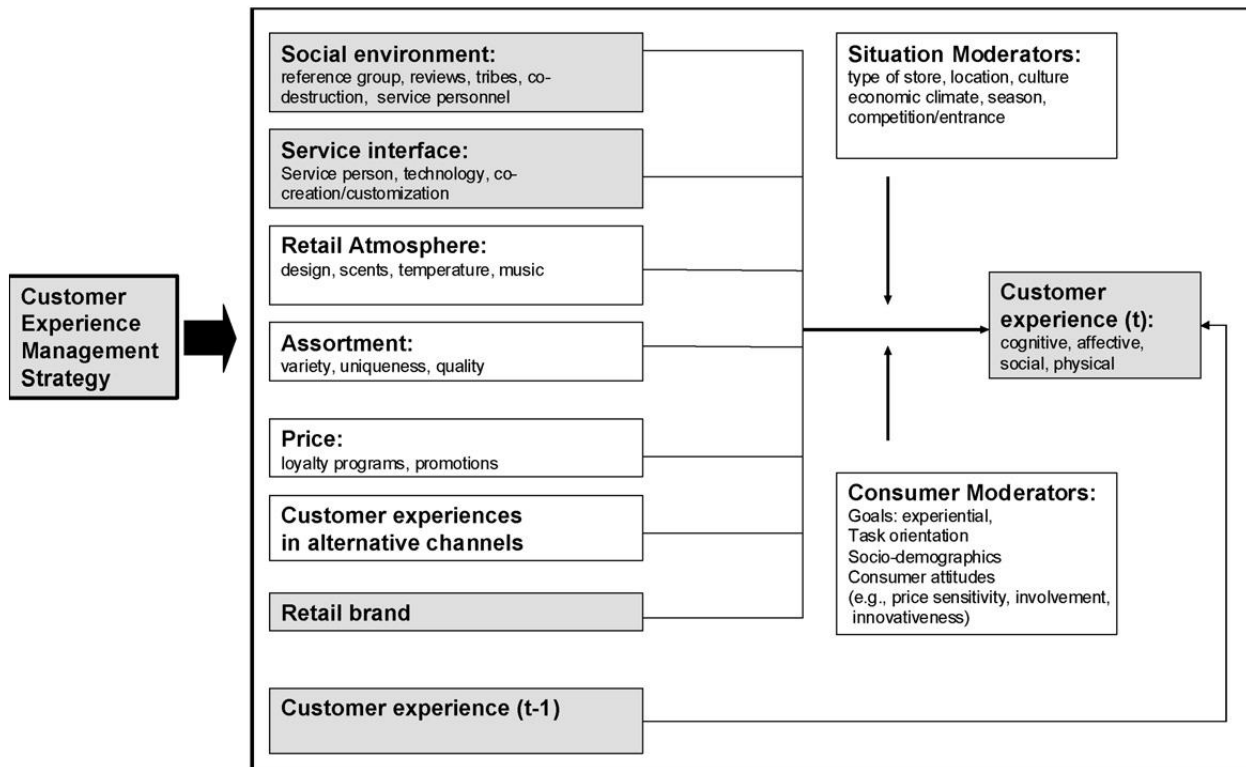 Customer
Experience
Management
Strategy
Social environment:
reference group, reviews, tribes, co-
destruction, service personnel
Service interface:
Service person, technology, co-
creation/customization
Retail Atmosphere:
design, scents, temperature, music
Assortment:
variety, uniqueness, quality
Price:
loyalty programs, promotions
Customer experiences
in alternative channels
Retail brand
Customer experience (t-1)
Situation Moderators:
type of store, location, culture
economic climate, season,
competition/entrance
Consumer Moderators:
Goals: experiential,
Task orientation
Socio-demographics
Consumer attitudes
(e.g., price sensitivity, involvement,
innovativeness)
Customer
experience (t):
cognitive, affective,
social, physical